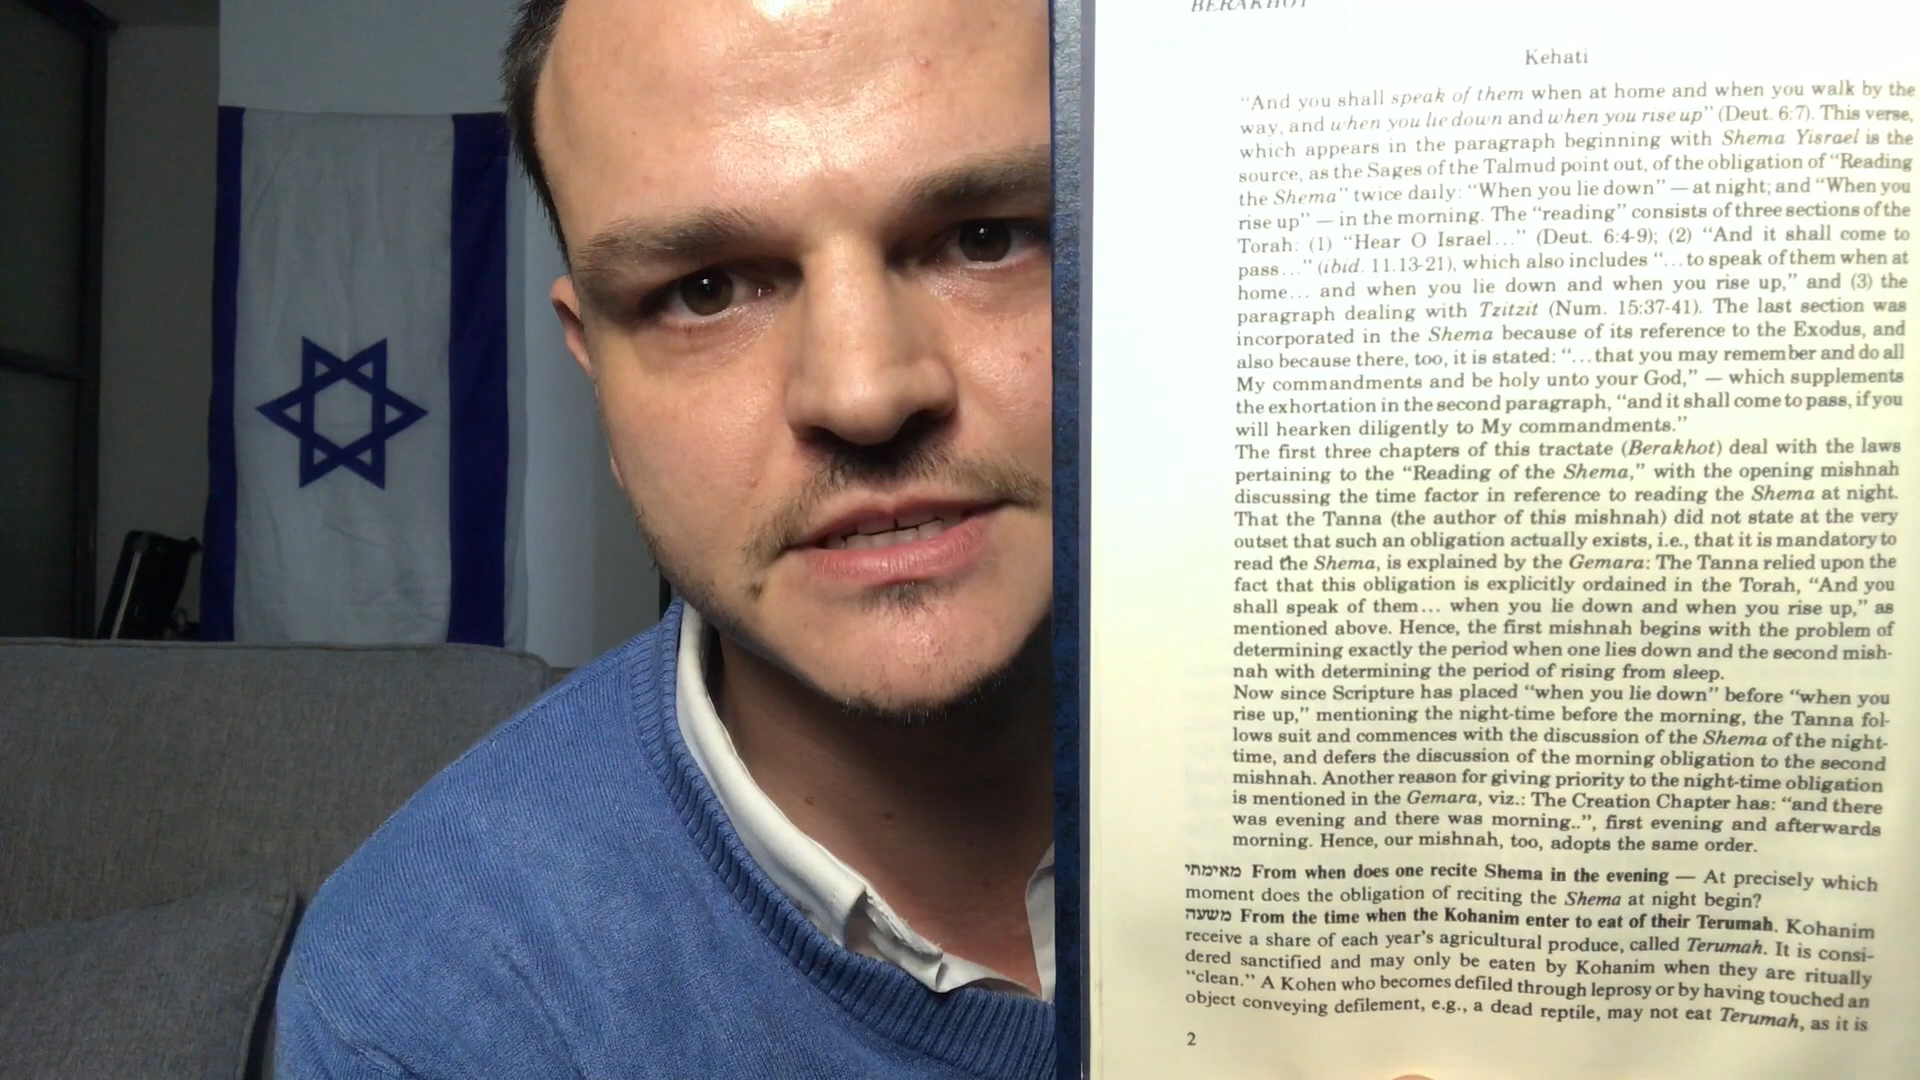 BERAKHOT
Kehati
"And you shall speak of them when at home and when you walk by the
way, and when you lie down and when you rise up" (Deut. 6:7). This verse,
which appears in the paragraph beginning with Shema Yisrael is the
source, as the Sages of the Talmud point out, of the obligation of "Reading
the Shema" twice daily: "When you lie down" — at night; and "When you
rise up" — in the morning. The "reading" consists of three sections of the
Torah: (1) "Hear O Israel..." (Deut. 6:4-9); (2) "And it shall come to
pass..." (ibid. 11.13-21), which also includes "...to speak of them when at
home... and when you lie down and when you rise up," and (3) the
paragraph dealing with Tzitzit (Num. 15:37-41). The last section was
incorporated in the Shema because of its reference to the Exodus, and
also because there, too, it is stated: "...that you may remember and do all
My commandments and be holy unto your God," — which supplements
the exhortation in the second paragraph, "and it shall come to pass, if you
will hearken diligently to My commandments."
The first three chapters of this tractate (Berakhot) deal with the laws
pertaining to the "Reading of the Shema," with the opening mishnah
discussing the time factor in reference to reading the Shema at night.
That the Tanna (the author of this mishnah) did not state at the very
outset that such an obligation actually exists, i.e., that it is mandatory to
read the Shema, is explained by the Gemara: The Tanna relied upon the
fact that this obligation is explicitly ordained in the Torah, "And you
shall speak of them... when you lie down and when you rise up," as
mentioned above. Hence, the first mishnah begins with the problem of
determining exactly the period when one lies down and the second mish-
nah with determining the period of rising from sleep.
Now since Scripture has placed "when you lie down" before "when you
rise up," mentioning the night-time before the morning, the Tanna fol-
lows suit and commences with the discussion of the Shema of the night-
time, and defers the discussion of the morning obligation to the second
mishnah. Another reason for giving priority to the night-time obligation
is mentioned in the Gemara, viz.: The Creation Chapter has: "and there
was evening and there was morning..", first evening and afterwards
morning. Hence, our mishnah, too, adopts the same order.
מאימתי From when does one recite Shema in the evening — At precisely which
moment does the obligation of reciting the Shema at night begin?
משעה From the time when the Kohanim enter to eat of their Terumah. Kohanim
receive a share of each year's agricultural produce, called Terumah. It is consi-
dered sanctified and may only be eaten by Kohanim when they are ritually
"clean." A Kohen who becomes defiled through leprosy or by having touched an
object conveying defilement, e.g., a dead reptile, may not eat Terumah, as it is
2